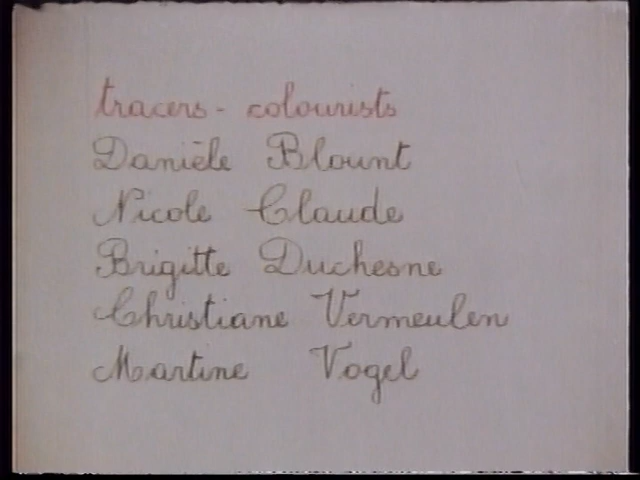 tracers - colourists
Danièle Blount
Nicole Claude
Brigitte Duchesne
Christiane Vermeulen
Martine Vogel